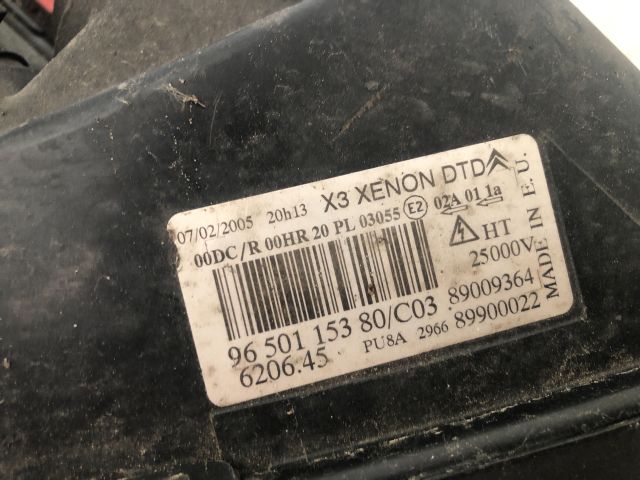 07/02/2005 20h13 X3 XENON DTD
00DC/R 00HR 20 PL 03055 E2 02A 01 1a
HT
25000V
96 501 153 80/C03 89009364
6206.45 PU8A 2966 89900022
MADE IN E. U.